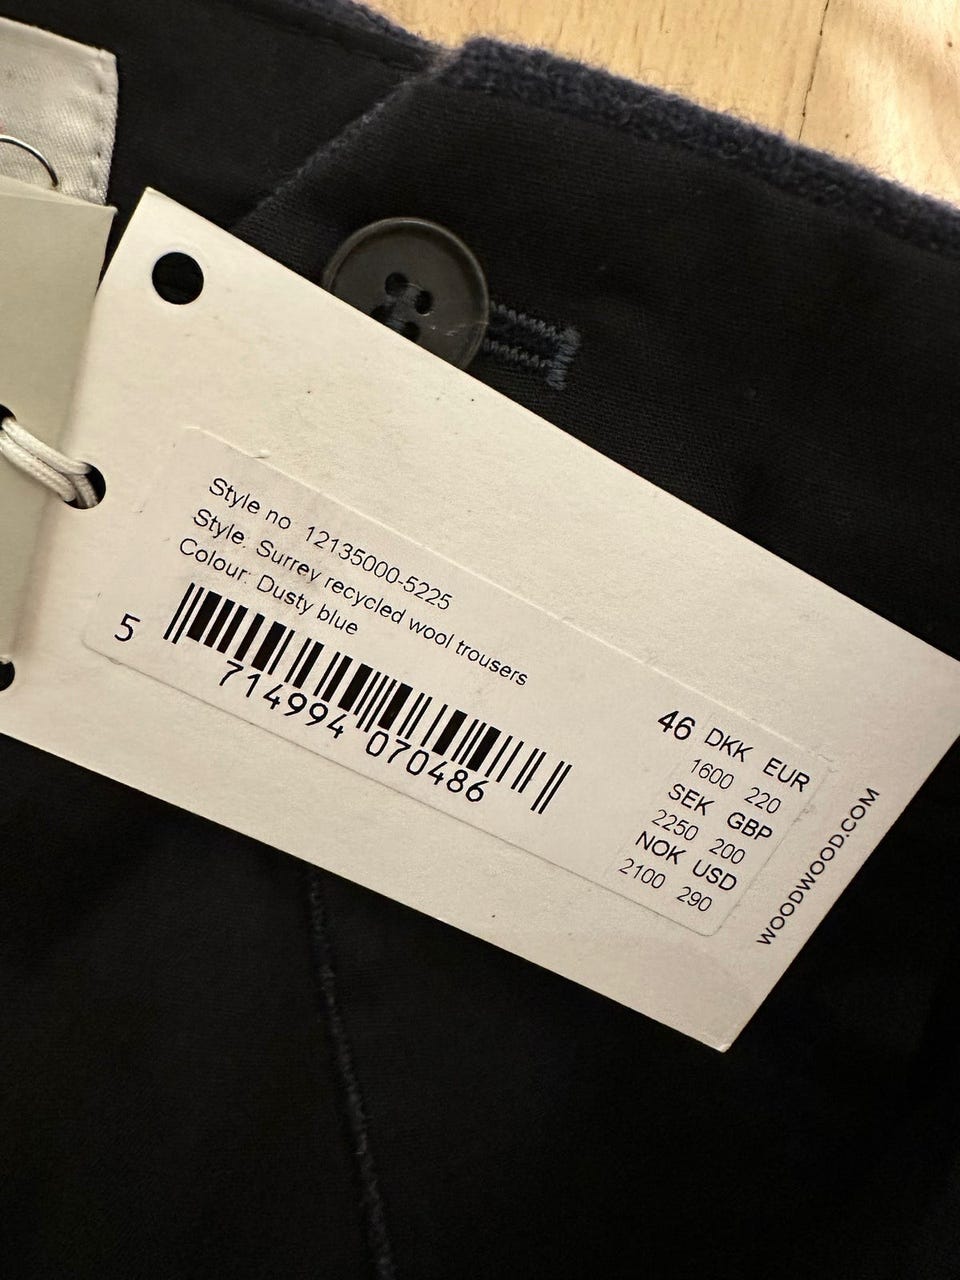 Style no 12135000-5225
Style. Surrey recycled wool trousers
Colour: Dusty blue
5 714994 070486
46 DKK EUR
1600 220
SEK GBP
2250 200
NOK USD
2100 290
WOODWOOD.COM